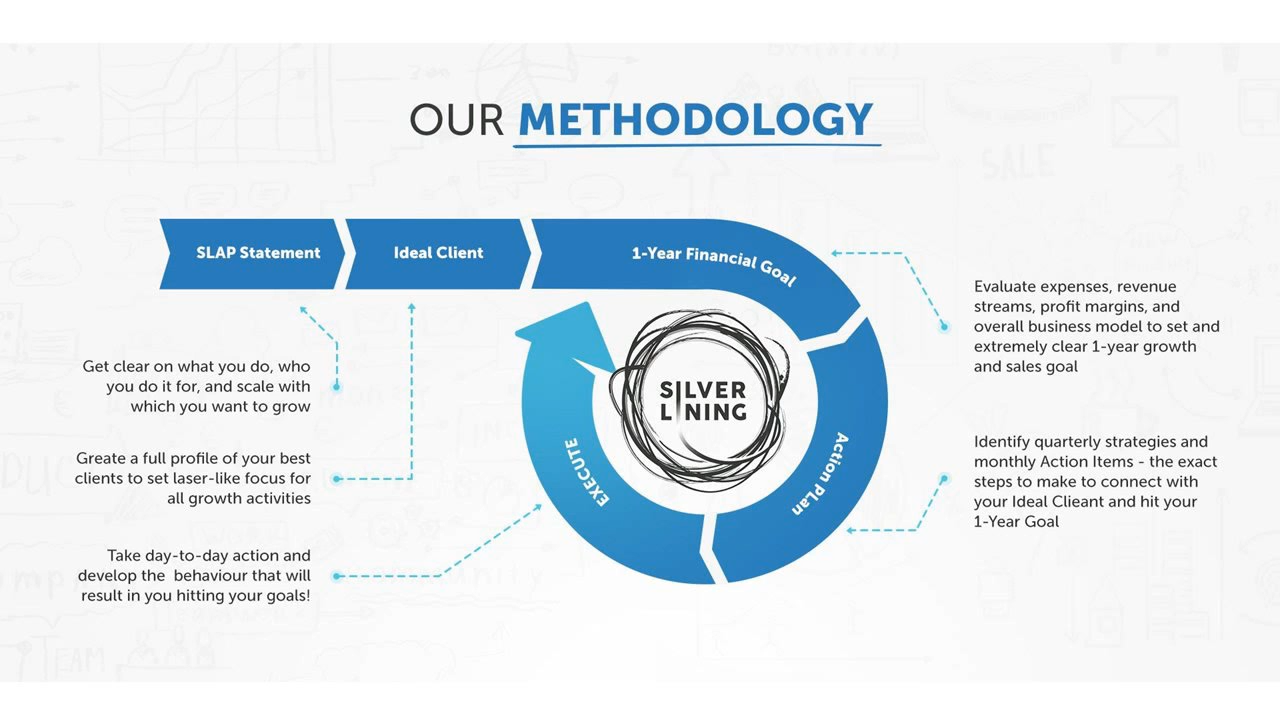 OUR METHODOLOGY
SLAP Statement
Ideal Client
1-Year Financial Goal
Action PLan
EXECUTE
SILVER
LINING
Get clear on what you do, who
you do it for, and scale with
which you want to grow
Greate a full profile of your best
clients to set laser-like focus for
all growth activities
Take day-to-day action and
develop the behaviour that will
result in you hitting your goals!
Evaluate expenses, revenue
streams, profit margins, and
overall business model to set and
extremely clear 1-year growth
and sales goal
Identify quarterly strategies and
monthly Action Items - the exact
steps to make to connect with
your Ideal Clieant and hit your
1-Year Goal
SALE
TEAM